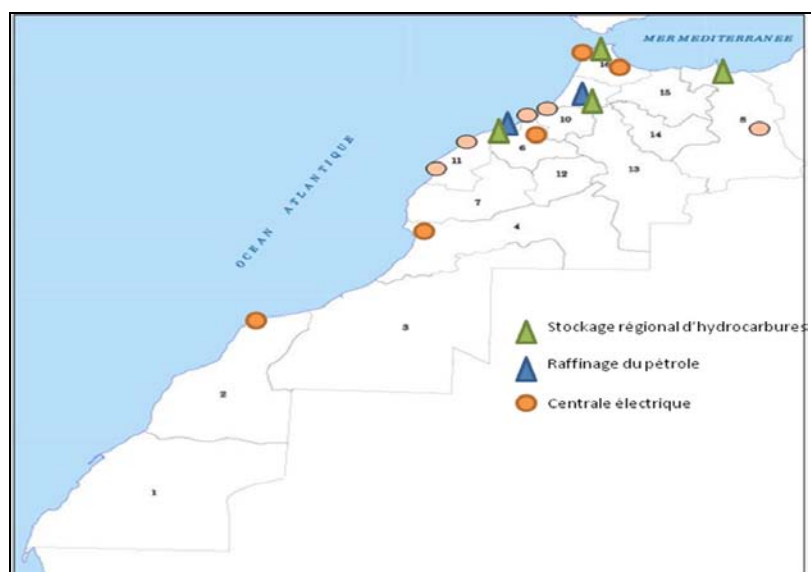 MER MEDITERRANEE
OCEAN ATLANTIQUE
16
15
8
10
14
6
11
12
13
7
4
3
2
1
Stockage régional d'hydrocarbures
Raffinage du pétrole
Centrale électrique